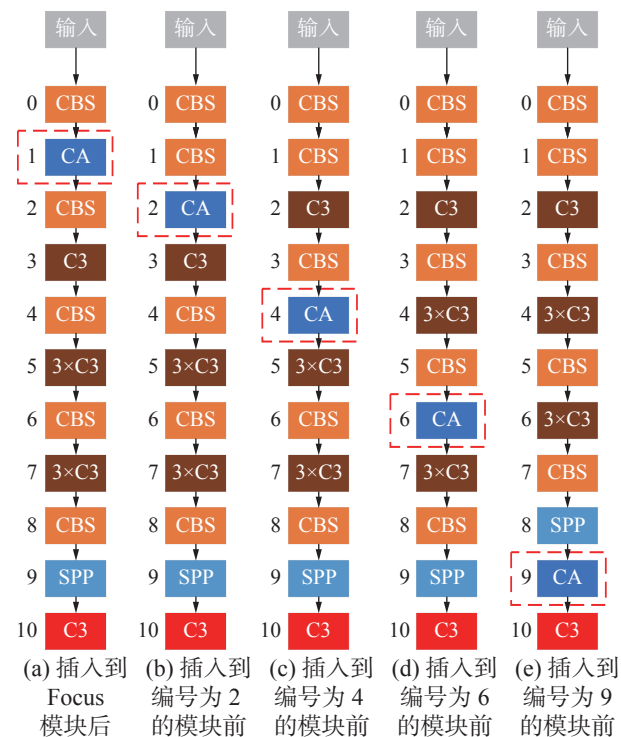 输入 输入 输入 输入 输入
0 CBS 0 CBS 0 CBS 0 CBS 0 CBS
1 CA 1 CBS 1 CBS 1 CBS 1 CBS
2 CBS 2 CA 2 C3 2 C3 2 C3
3 C3 3 C3 3 CBS 3 CBS 3 CBS
4 CBS 4 CBS 4 CA 4 3×C3 4 3×C3
5 3×C3 5 3×C3 5 3×C3 5 CBS 5 CBS
6 CBS 6 CBS 6 CBS 6 CA 6 3×C3
7 3×C3 7 3×C3 7 3×C3 7 3×C3 7 CBS
8 CBS 8 CBS 8 CBS 8 CBS 8 SPP
9 SPP 9 SPP 9 SPP 9 SPP 9 CA
10 C3 10 C3 10 C3 10 C3 10 C3
(a) 插入到 (b) 插入到 (c) 插入到 (d) 插入到 (e) 插入到
Focus 编号为 2 编号为 4 编号为 6 编号为 9
模块后 的模块前 的模块前 的模块前 的模块前